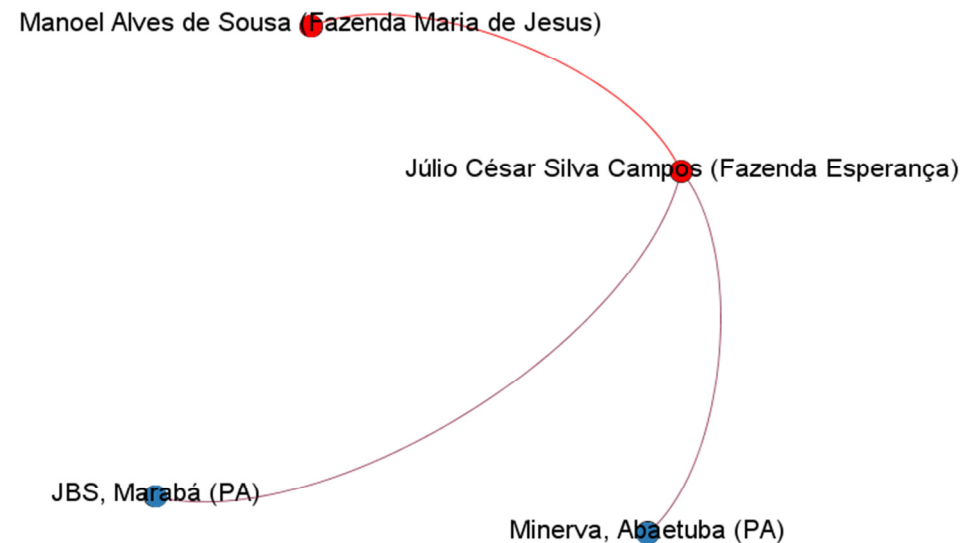 Manoel Alves de Sousa (Fazenda Maria de Jesus)
Júlio César Silva Campos (Fazenda Esperança)
JBS, Marabá (PA)
Minerva, Abaetuba (PA)